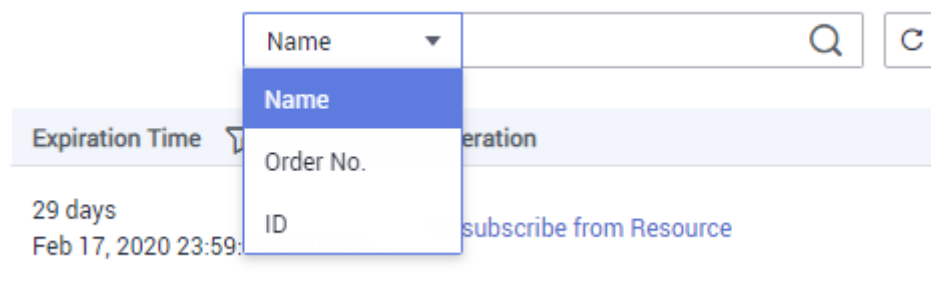 Name
Name
Expiration Time eration
Order No.
29 days
ID
subscribe from Resource
Feb 17, 2020 23:59: